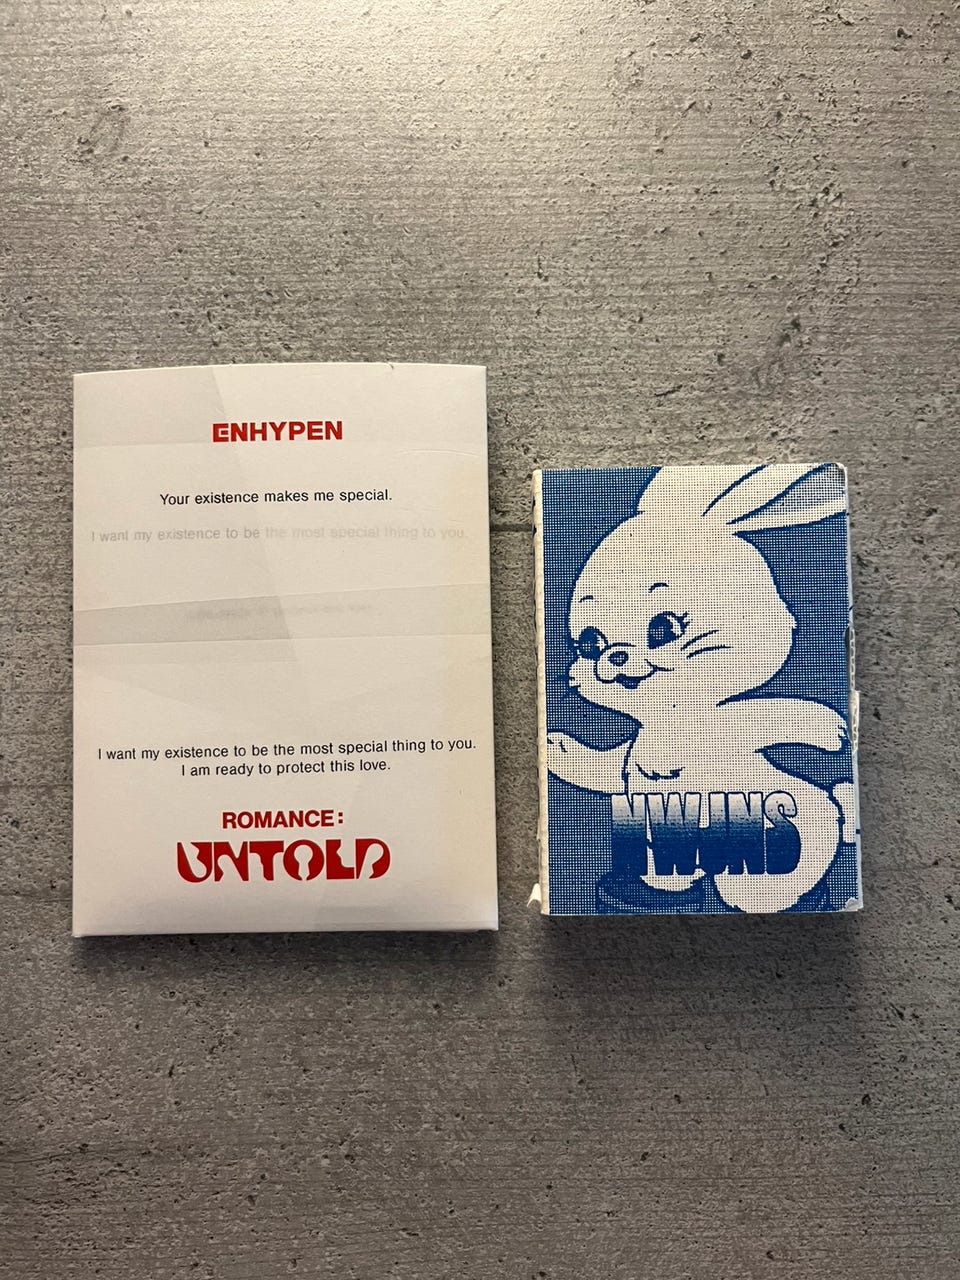 ENHYPEN
Your existence makes me special.
I want my existence to be the most special thing to you.
I want my existence to be the most special thing to you.
I am ready to protect this love.
ROMANCE:
UNTOLD
NWJNS